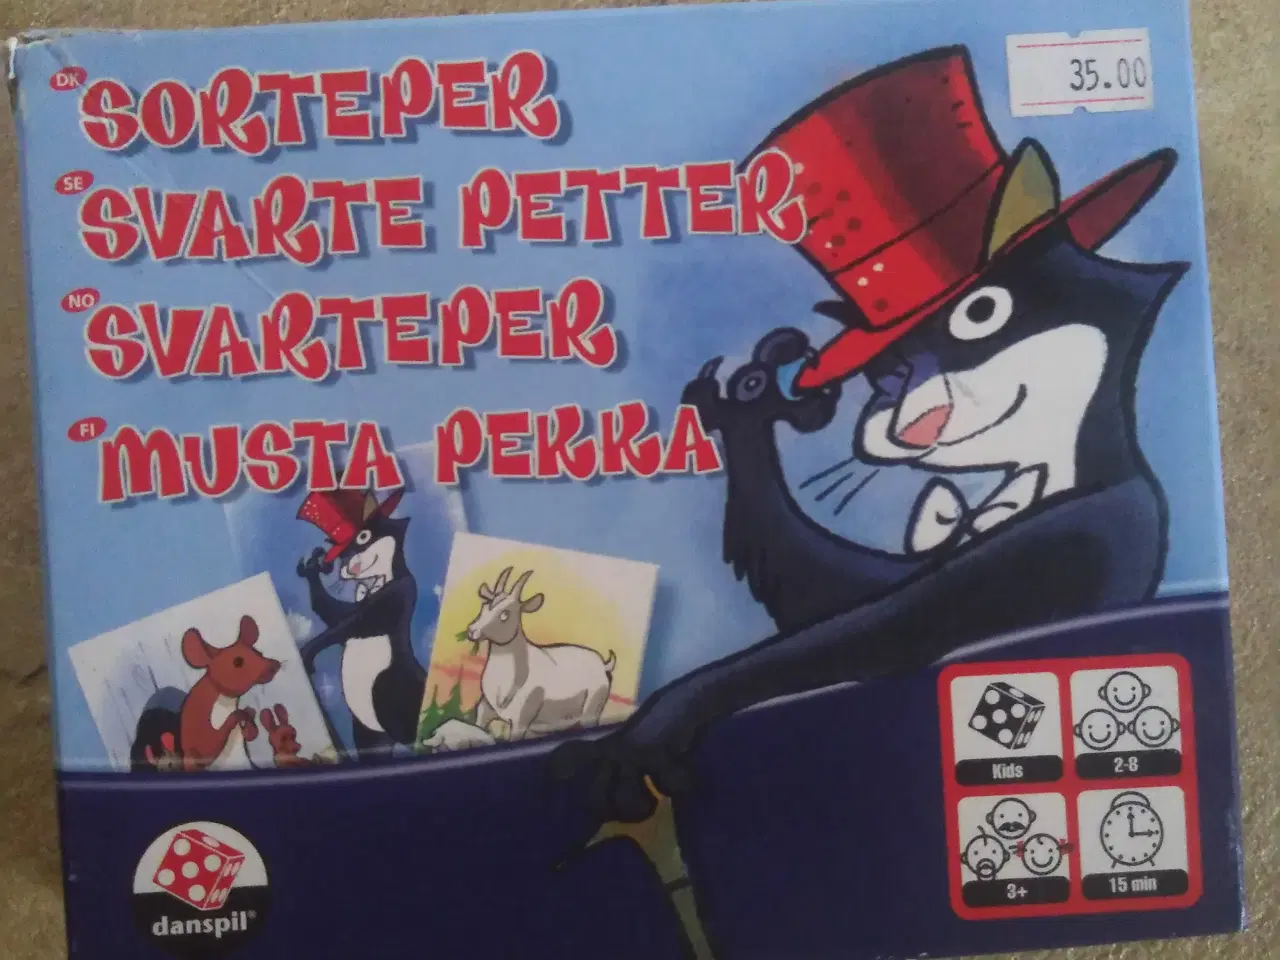 DK SORTEPER
35.00
SE SVARTE PETTER
NO SVARTEPER
FI MUSTA PEKKA
Kids
2-8
3+
15 min
danspil®